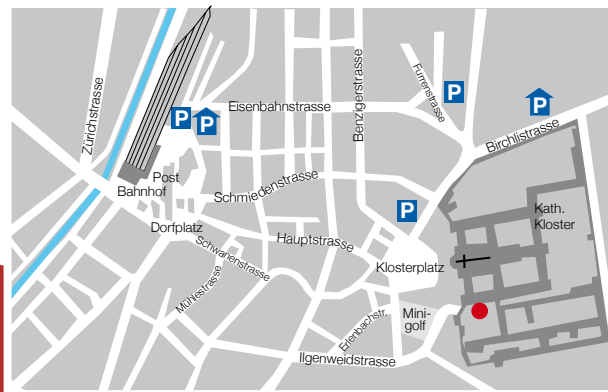 Zürichstrasse
Eisenbahnstrasse
Benzigerstrasse
Furrenstrasse
P
P
P
P
P
Birchlistrasse
Post
Bahnhof
Schmiedenstrasse
Dorfplatz
Schwanenstrasse
Hauptstrasse
Kath.
Kloster
Klosterplatz
Mühlestrasse
Erlenbachstr.
Mini-
golf
Ilgenweidstrasse